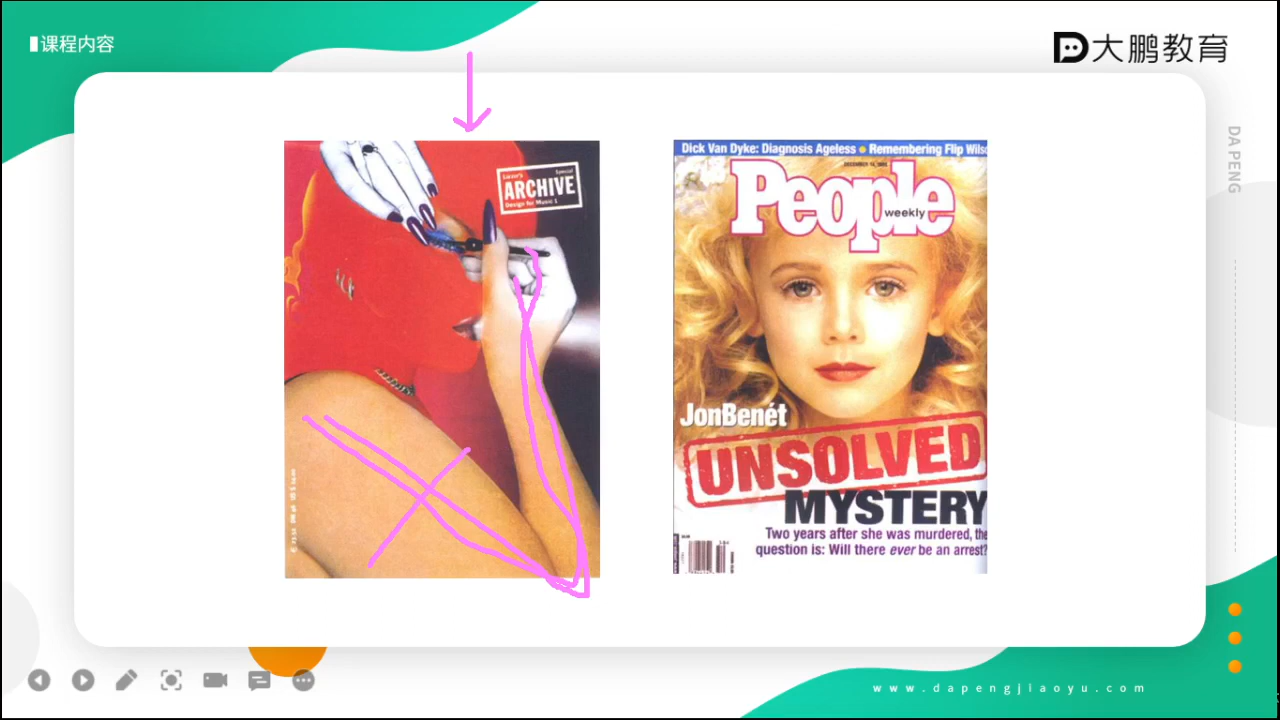 课程内容
大鹏教育
DA PENG
Lürzer's Special
ARCHIVE
Design for Music 1
Dick Van Dyke: Diagnosis Ageless ● Remembering Flip Wils
People
weekly
JonBenét
UNSOLVED
MYSTERY
Two years after she was murdered, the
question is: Will there ever be an arrest?
www.dapengjiaoyu.com